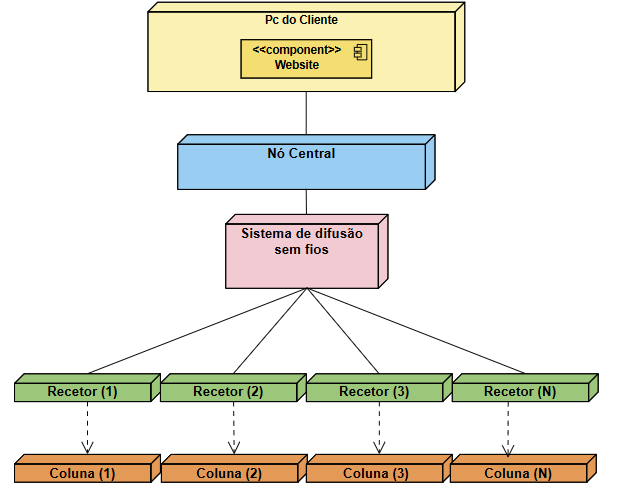 Pc do Cliente
<<component>>
Website
Nó Central
Sistema de difusão
sem fios
Recetor (1)
Recetor (2)
Recetor (3)
Recetor (N)
Coluna (1)
Coluna (2)
Coluna (3)
Coluna (N)